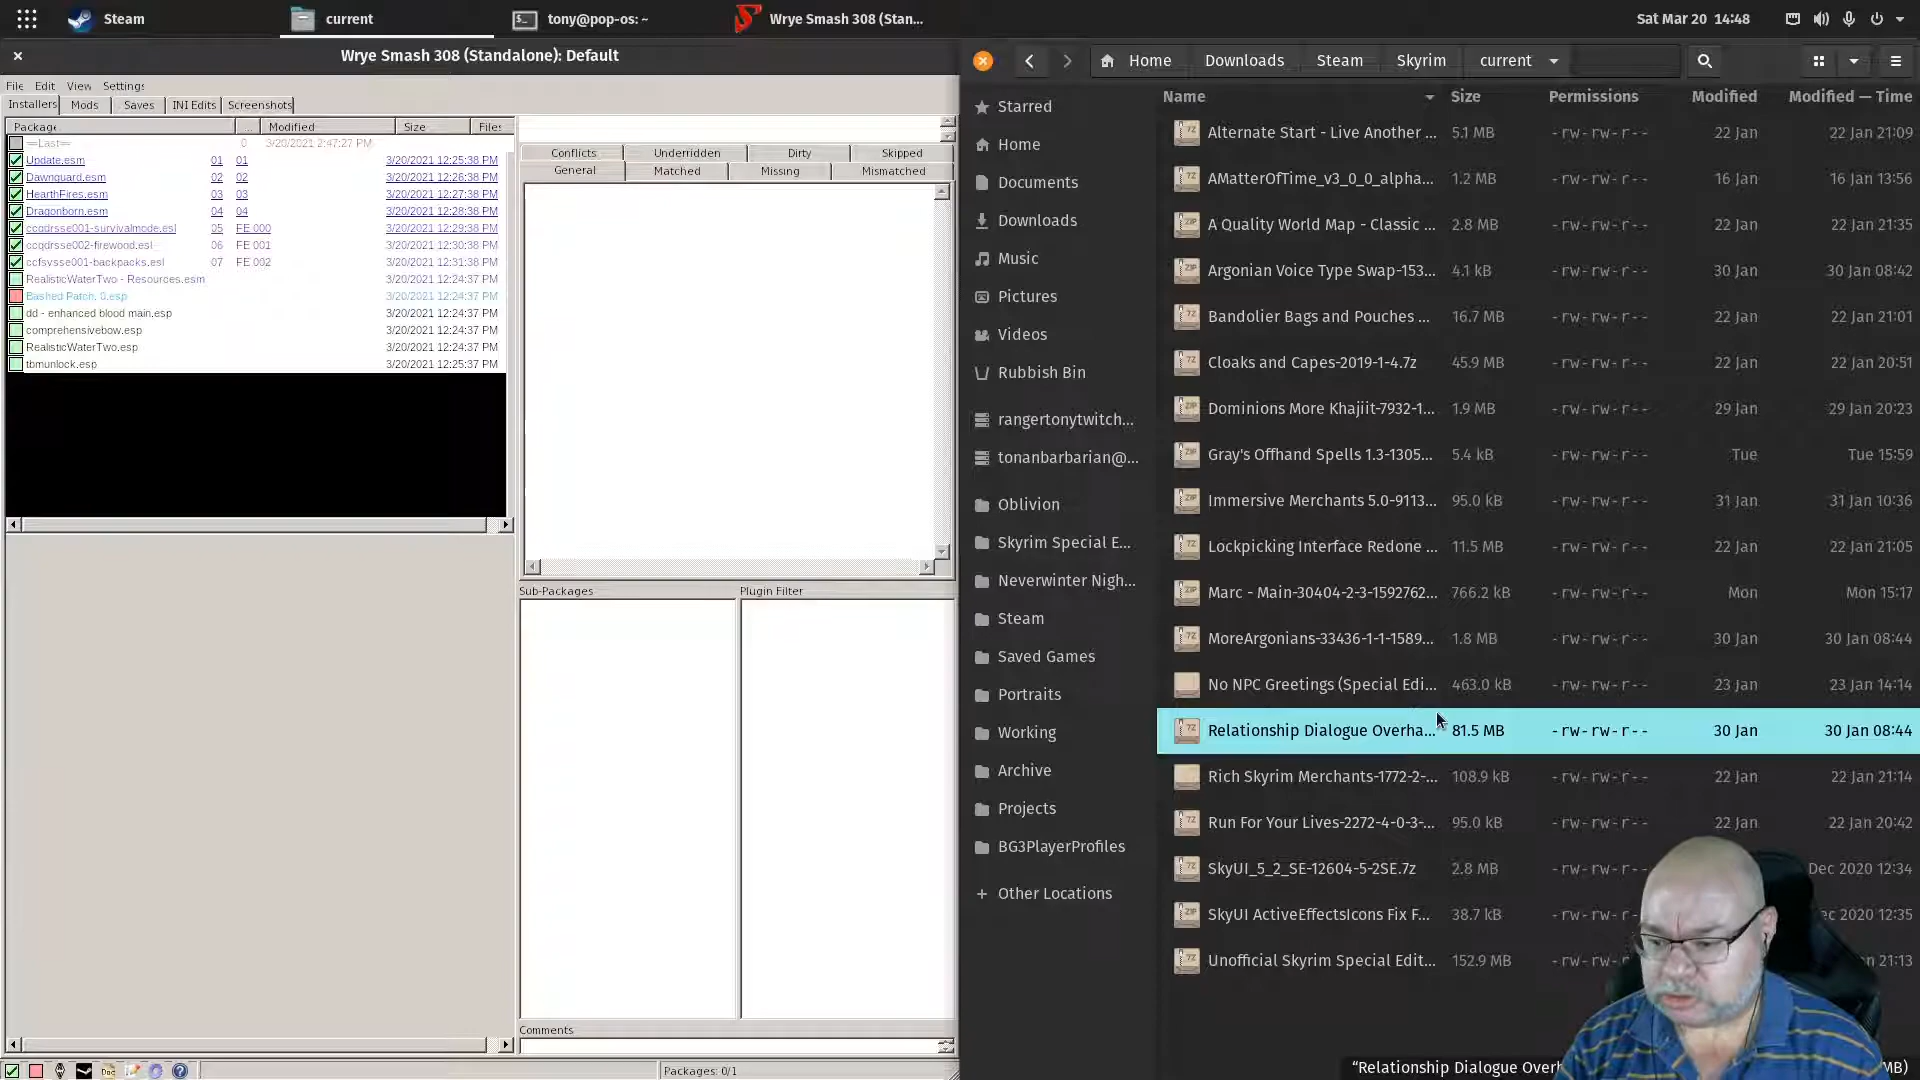 Steam
current
tony@pop-os: ~
Wrye Smash 308 (Stan...
Sat Mar 20 14:48
Wrye Smash 308 (Standalone): Default
File Edit View Settings
Installers Mods Saves INI Edits Screenshots
Package .. Modified Size Files
==Last== 0 3/20/2021 2:47:27 PM
Update.esm 01 01 3/20/2021 12:25:38 PM
Dawnguard.esm 02 02 3/20/2021 12:26:38 PM
HearthFires.esm 03 03 3/20/2021 12:27:38 PM
Dragonborn.esm 04 04 3/20/2021 12:28:38 PM
ccqdrsse001-survivalmode.esl 05 FE 000 3/20/2021 12:29:38 PM
ccqdrsse002-firewood.esl 06 FE 001 3/20/2021 12:30:38 PM
ccfsvsse001-backpacks.esl 07 FE 002 3/20/2021 12:31:38 PM
RealisticWaterTwo - Resources.esm 3/20/2021 12:24:37 PM
Bashed Patch, 0.esp 3/20/2021 12:24:37 PM
dd - enhanced blood main.esp 3/20/2021 12:24:37 PM
comprehensivebow.esp 3/20/2021 12:24:37 PM
RealisticWaterTwo.esp 3/20/2021 12:24:37 PM
tbmunlock.esp 3/20/2021 12:25:37 PM
Conflicts Underridden Dirty Skipped
General Matched Missing Mismatched
Sub-Packages Plugin Filter
Comments
Packages: 0/1
Home Downloads Steam Skyrim current
Starred
Home
Documents
Downloads
Music
Pictures
Videos
Rubbish Bin
rangertonytwitch...
tonanbarbarian@...
Oblivion
Skyrim Special E...
Neverwinter Nigh...
Steam
Saved Games
Portraits
Working
Archive
Projects
BG3PlayerProfiles
+ Other Locations
Name Size Permissions Modified Modified — Time
Alternate Start - Live Another ... 5.1 MB -rw-rw-r-- 22 Jan 22 Jan 21:09
AMatterOfTime_v3_0_0_alpha... 1.2 MB -rw-rw-r-- 16 Jan 16 Jan 13:56
A Quality World Map - Classic ... 2.8 MB -rw-rw-r-- 22 Jan 22 Jan 21:35
Argonian Voice Type Swap-153... 4.1 kB -rw-rw-r-- 30 Jan 30 Jan 08:42
Bandolier Bags and Pouches ... 16.7 MB -rw-rw-r-- 22 Jan 22 Jan 21:01
Cloaks and Capes-2019-1-4.7z 45.9 MB -rw-rw-r-- 22 Jan 22 Jan 20:51
Dominions More Khajiit-7932-1... 1.9 MB -rw-rw-r-- 29 Jan 29 Jan 20:23
Gray's Offhand Spells 1.3-1305... 5.4 kB -rw-rw-r-- Tue Tue 15:59
Immersive Merchants 5.0-9113... 95.0 kB -rw-rw-r-- 31 Jan 31 Jan 10:36
Lockpicking Interface Redone ... 11.5 MB -rw-rw-r-- 22 Jan 22 Jan 21:05
Marc - Main-30404-2-3-1592762... 766.2 kB -rw-rw-r-- Mon Mon 15:17
MoreArgonians-33436-1-1-1589... 1.8 MB -rw-rw-r-- 30 Jan 30 Jan 08:44
No NPC Greetings (Special Edi... 463.0 kB -rw-rw-r-- 23 Jan 23 Jan 14:14
Relationship Dialogue Overha... 81.5 MB -rw-rw-r-- 30 Jan 30 Jan 08:44
Rich Skyrim Merchants-1772-2-... 108.9 kB -rw-rw-r-- 22 Jan 22 Jan 21:14
Run For Your Lives-2272-4-0-3-... 95.0 kB -rw-rw-r-- 22 Jan 22 Jan 20:42
SkyUI_5_2_SE-12604-5-2SE.7z 2.8 MB -rw-rw-r-- Dec 2020 12:34
SkyUI ActiveEffectsIcons Fix F... 38.7 kB -rw-rw-r- ec 2020 12:35
Unofficial Skyrim Special Edit... 152.9 MB -rw-rw-r n 21:13
“Relationship Dialogue Overh MB)